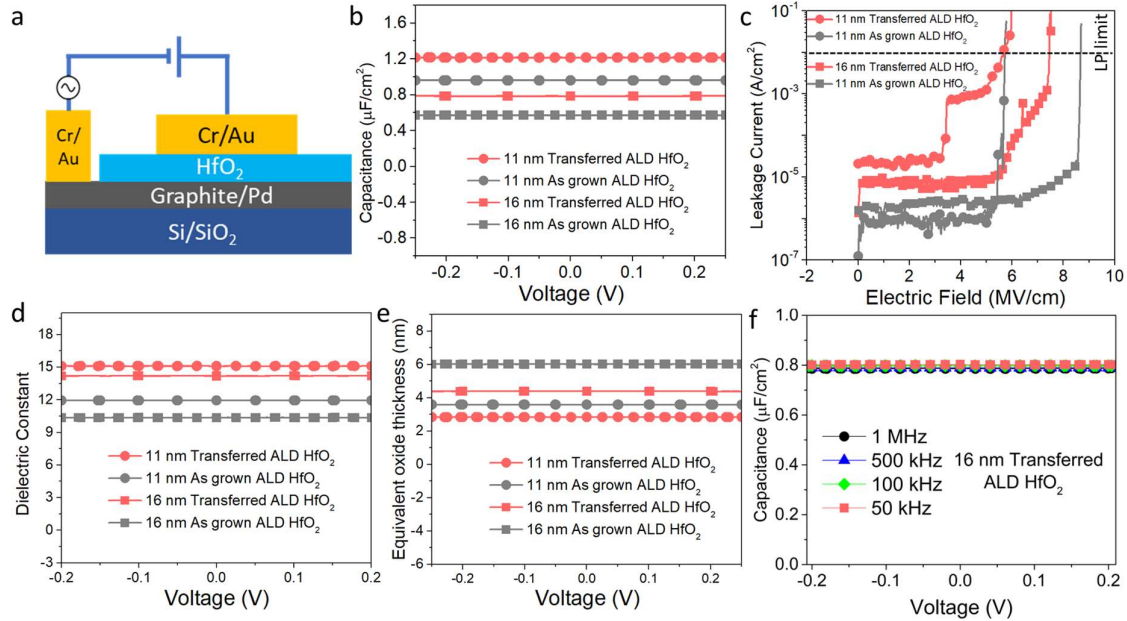 a
Cr/
Au
Cr/Au
HfO₂
Graphite/Pd
Si/SiO₂
b
Capacitance (µF/cm²)
1.2
0.8
0.4
0.0
-0.4
-0.8
11 nm Transferred ALD HfO₂
11 nm As grown ALD HfO₂
16 nm Transferred ALD HfO₂
16 nm As grown ALD HfO₂
-0.2 -0.1 0.0 0.1 0.2
Voltage (V)
c
Leakage Current (A/cm²)
10⁻¹
10⁻³
10⁻⁵
10⁻⁷
11 nm Transferred ALD HfO₂
11 nm As grown ALD HfO₂
16 nm Transferred ALD HfO₂
11 nm As grown ALD HfO₂
LP limit
-2 0 2 4 6 8 10
Electric Field (MV/cm)
d
Dielectric Constant
18
15
12
9
6
3
0
-3
11 nm Transferred ALD HfO₂
11 nm As grown ALD HfO₂
16 nm Transferred ALD HfO₂
16 nm As grown ALD HfO₂
-0.2 -0.1 0.0 0.1 0.2
Voltage (V)
e
Equivalent oxide thickness (nm)
8
6
4
2
0
-2
-4
-6
11 nm Transferred ALD HfO₂
11 nm As grown ALD HfO₂
16 nm Transferred ALD HfO₂
16 nm As grown ALD HfO₂
-0.2 -0.1 0.0 0.1 0.2
Voltage (V)
f
Capacitance (µF/cm²)
1.0
0.8
0.6
0.4
0.2
0.0
1 MHz
500 kHz
100 kHz
50 kHz
16 nm Transferred
ALD HfO₂
-0.2 -0.1 0.0 0.1 0.2
Voltage (V)